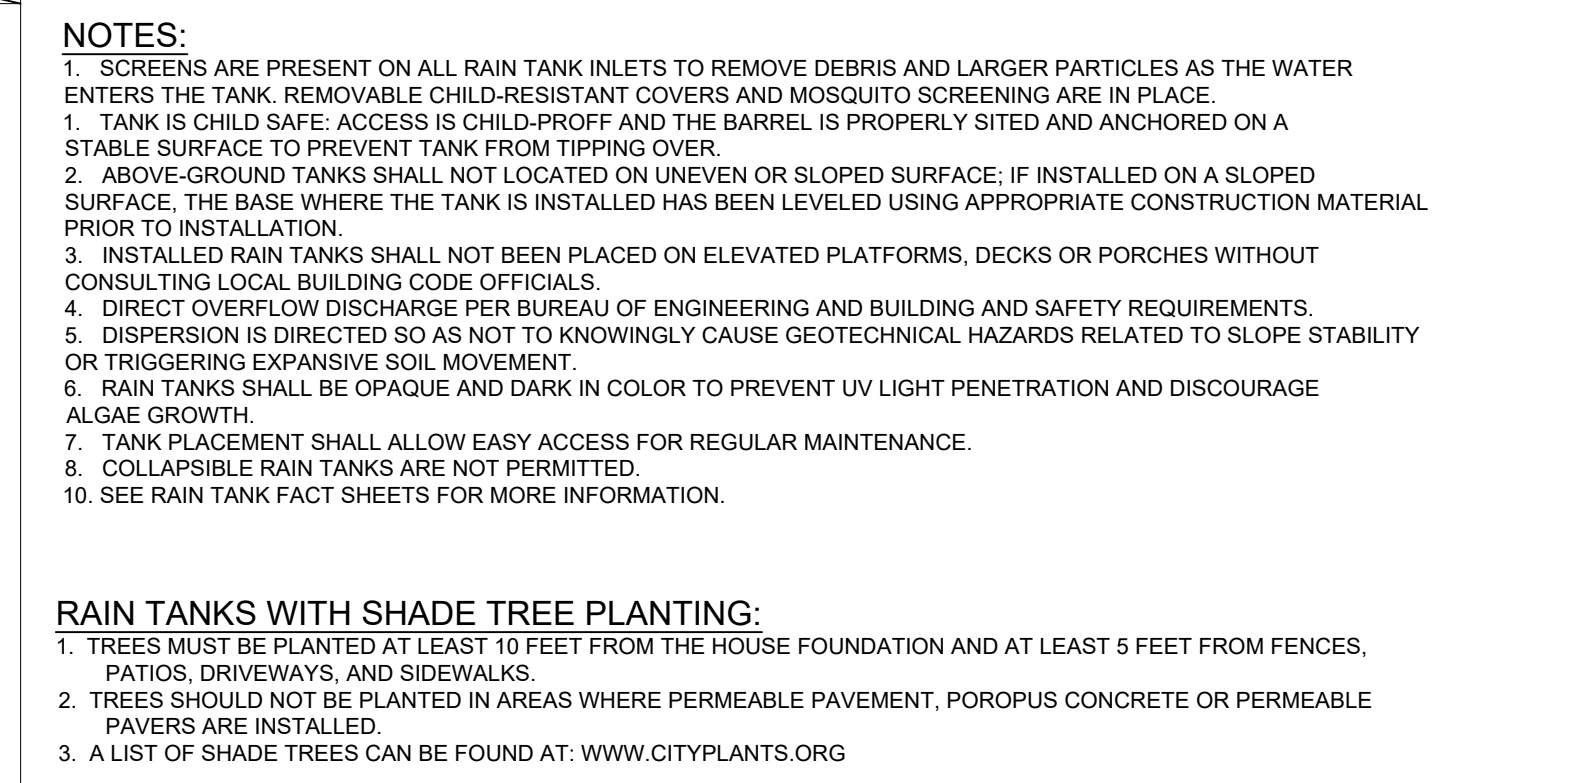 NOTES:
1. SCREENS ARE PRESENT ON ALL RAIN TANK INLETS TO REMOVE DEBRIS AND LARGER PARTICLES AS THE WATER
ENTERS THE TANK. REMOVABLE CHILD-RESISTANT COVERS AND MOSQUITO SCREENING ARE IN PLACE.
1. TANK IS CHILD SAFE: ACCESS IS CHILD-PROFF AND THE BARREL IS PROPERLY SITED AND ANCHORED ON A
STABLE SURFACE TO PREVENT TANK FROM TIPPING OVER.
2. ABOVE-GROUND TANKS SHALL NOT LOCATED ON UNEVEN OR SLOPED SURFACE; IF INSTALLED ON A SLOPED
SURFACE, THE BASE WHERE THE TANK IS INSTALLED HAS BEEN LEVELED USING APPROPRIATE CONSTRUCTION MATERIAL
PRIOR TO INSTALLATION.
3. INSTALLED RAIN TANKS SHALL NOT BEEN PLACED ON ELEVATED PLATFORMS, DECKS OR PORCHES WITHOUT
CONSULTING LOCAL BUILDING CODE OFFICIALS.
4. DIRECT OVERFLOW DISCHARGE PER BUREAU OF ENGINEERING AND BUILDING AND SAFETY REQUIREMENTS.
5. DISPERSION IS DIRECTED SO AS NOT TO KNOWINGLY CAUSE GEOTECHNICAL HAZARDS RELATED TO SLOPE STABILITY
OR TRIGGERING EXPANSIVE SOIL MOVEMENT.
6. RAIN TANKS SHALL BE OPAQUE AND DARK IN COLOR TO PREVENT UV LIGHT PENETRATION AND DISCOURAGE
ALGAE GROWTH.
7. TANK PLACEMENT SHALL ALLOW EASY ACCESS FOR REGULAR MAINTENANCE.
8. COLLAPSIBLE RAIN TANKS ARE NOT PERMITTED.
10. SEE RAIN TANK FACT SHEETS FOR MORE INFORMATION.
RAIN TANKS WITH SHADE TREE PLANTING:
1. TREES MUST BE PLANTED AT LEAST 10 FEET FROM THE HOUSE FOUNDATION AND AT LEAST 5 FEET FROM FENCES,
PATIOS, DRIVEWAYS, AND SIDEWALKS.
2. TREES SHOULD NOT BE PLANTED IN AREAS WHERE PERMEABLE PAVEMENT, POROPUS CONCRETE OR PERMEABLE
PAVERS ARE INSTALLED.
3. A LIST OF SHADE TREES CAN BE FOUND AT: WWW.CITYPLANTS.ORG